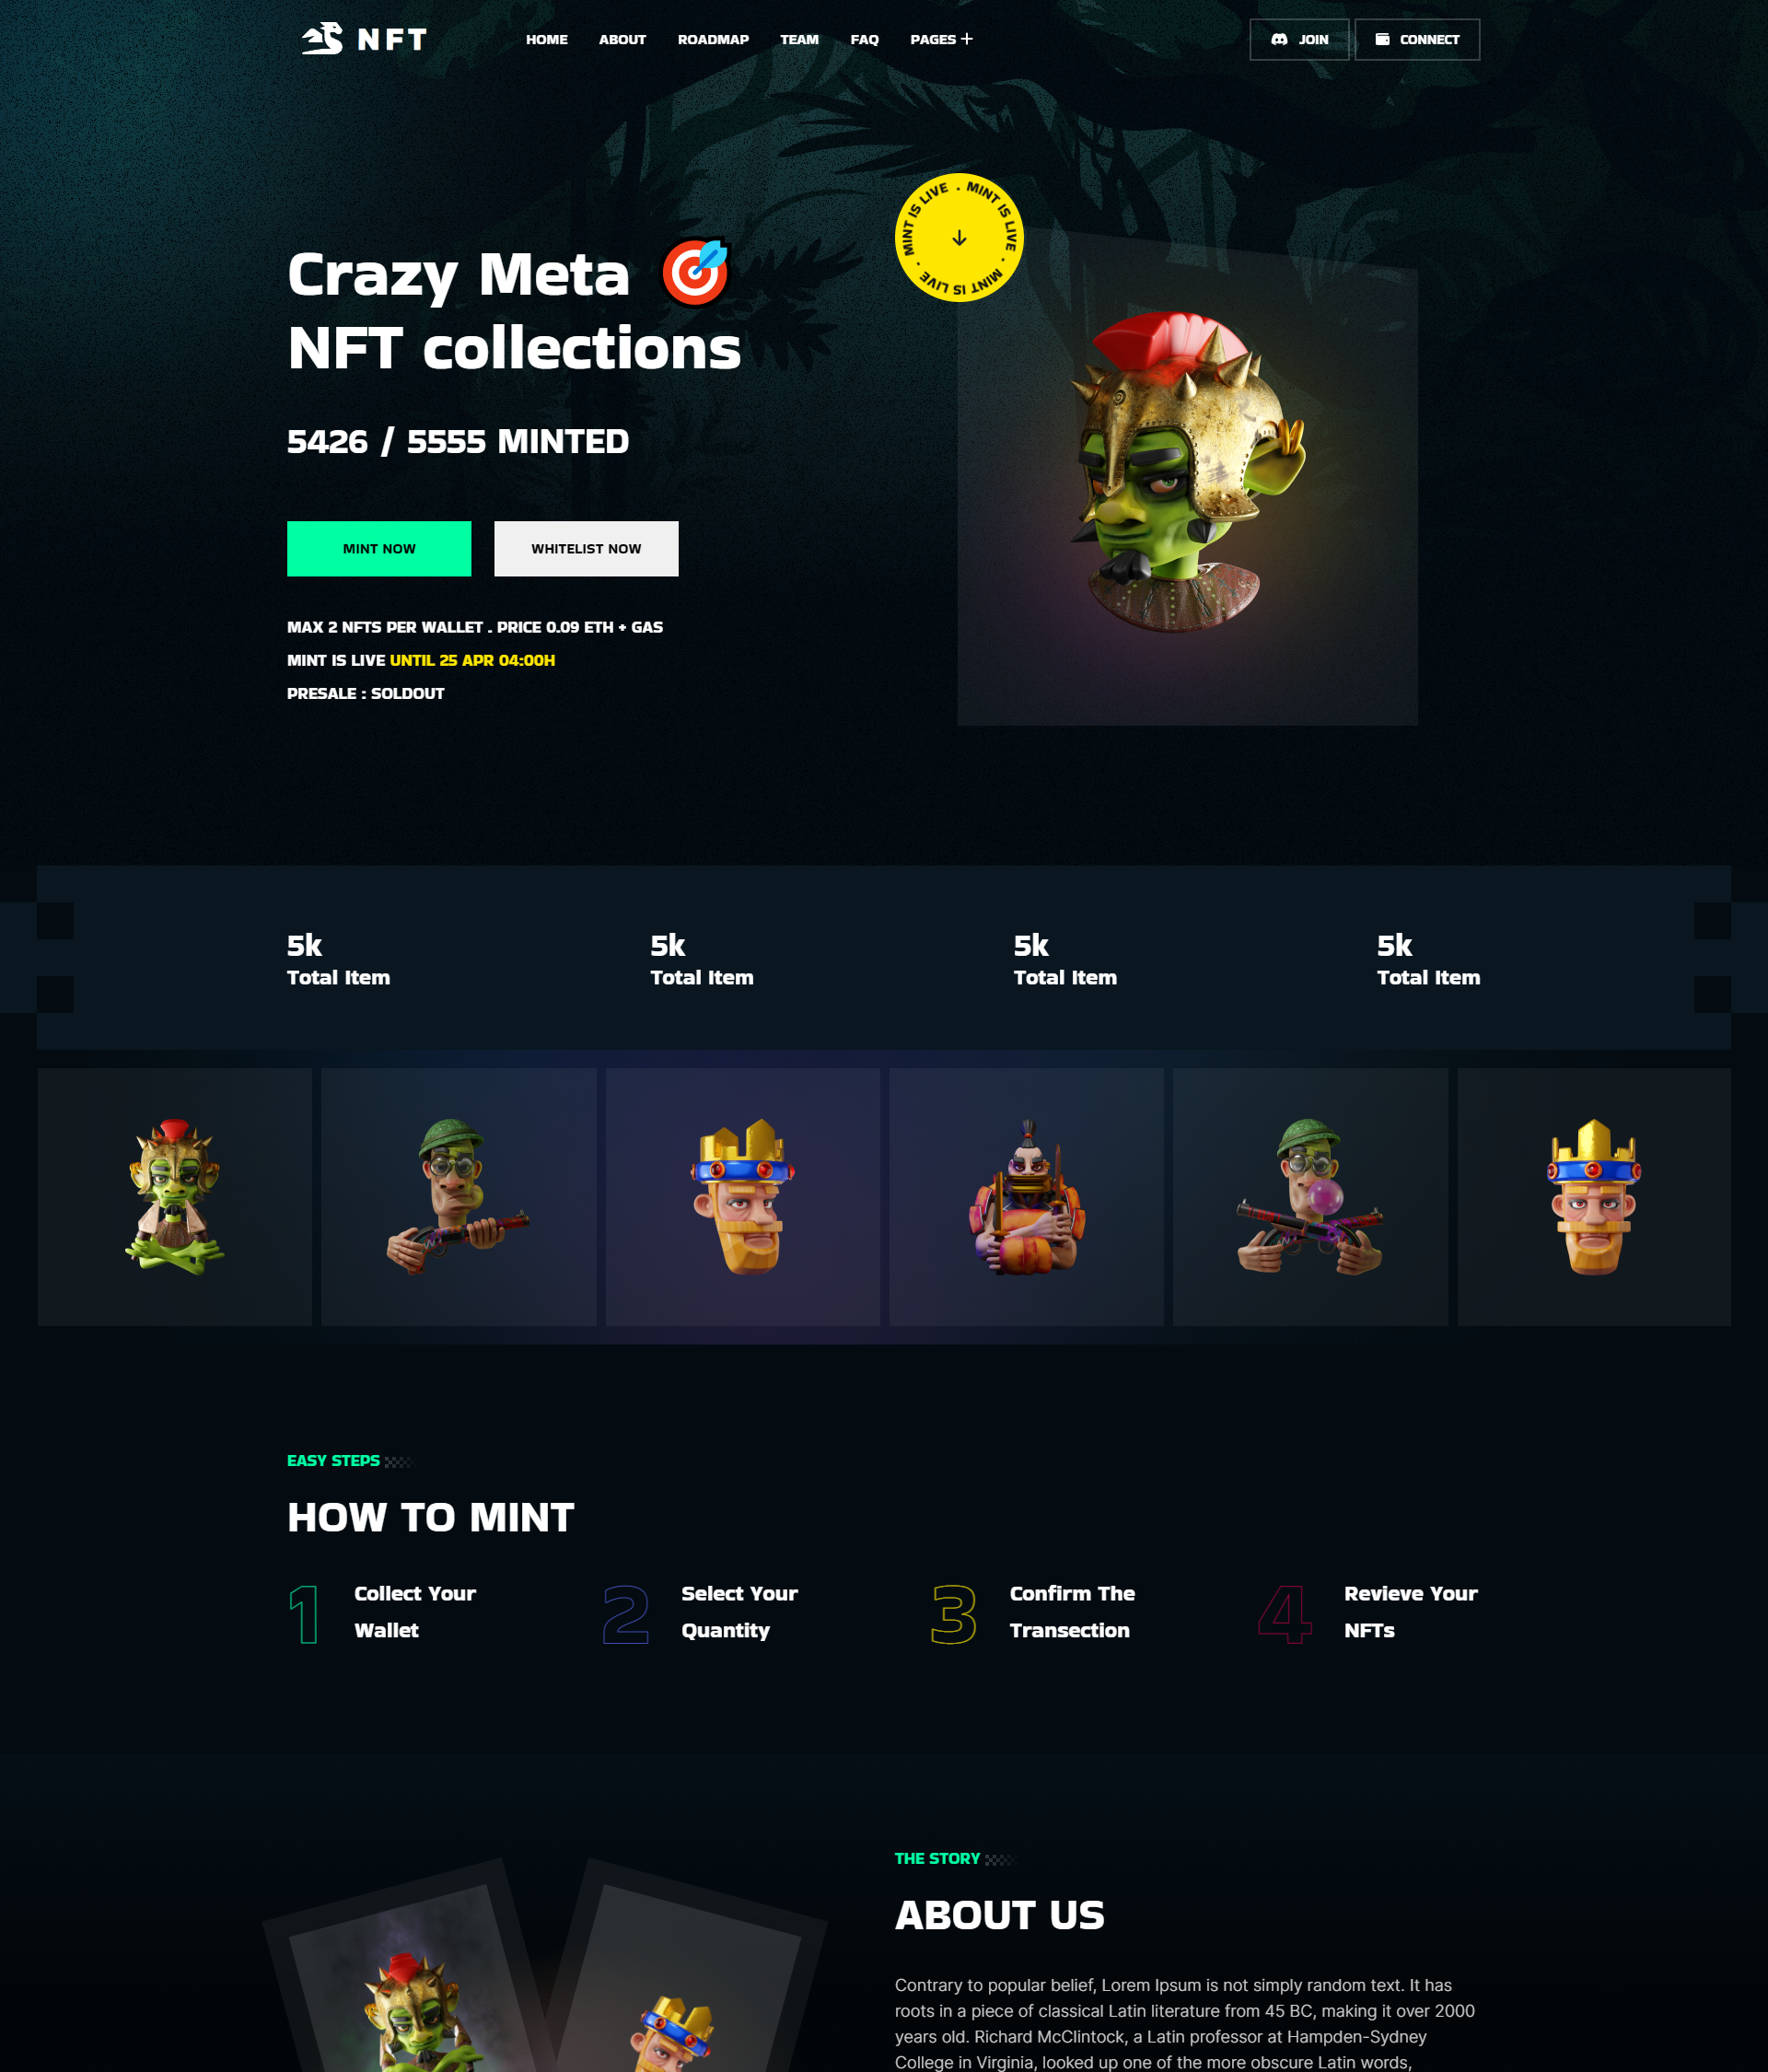 NFT
HOME ABOUT ROADMAP TEAM FAQ PAGES
JOIN CONNECT
MINT IS LIVE · MINT IS LIVE · MINT IS LIVE ·
Crazy Meta
NFT collections
5426 / 5555 MINTED
MINT NOW WHITELIST NOW
MAX 2 NFTS PER WALLET . PRICE 0.09 ETH + GAS
MINT IS LIVE UNTIL 25 APR 04:00H
PRESALE : SOLDOUT
5k 5k 5k 5k
Total Item Total Item Total Item Total Item
EASY STEPS
HOW TO MINT
1 Collect Your
Wallet
2 Select Your
Quantity
3 Confirm The
Transection
4 Revieve Your
NFTs
THE STORY
ABOUT US
Contrary to popular belief, Lorem Ipsum is not simply random text. It has
roots in a piece of classical Latin literature from 45 BC, making it over 2000
years old. Richard McClintock, a Latin professor at Hampden-Sydney
College in Virginia, looked up one of the more obscure Latin words,